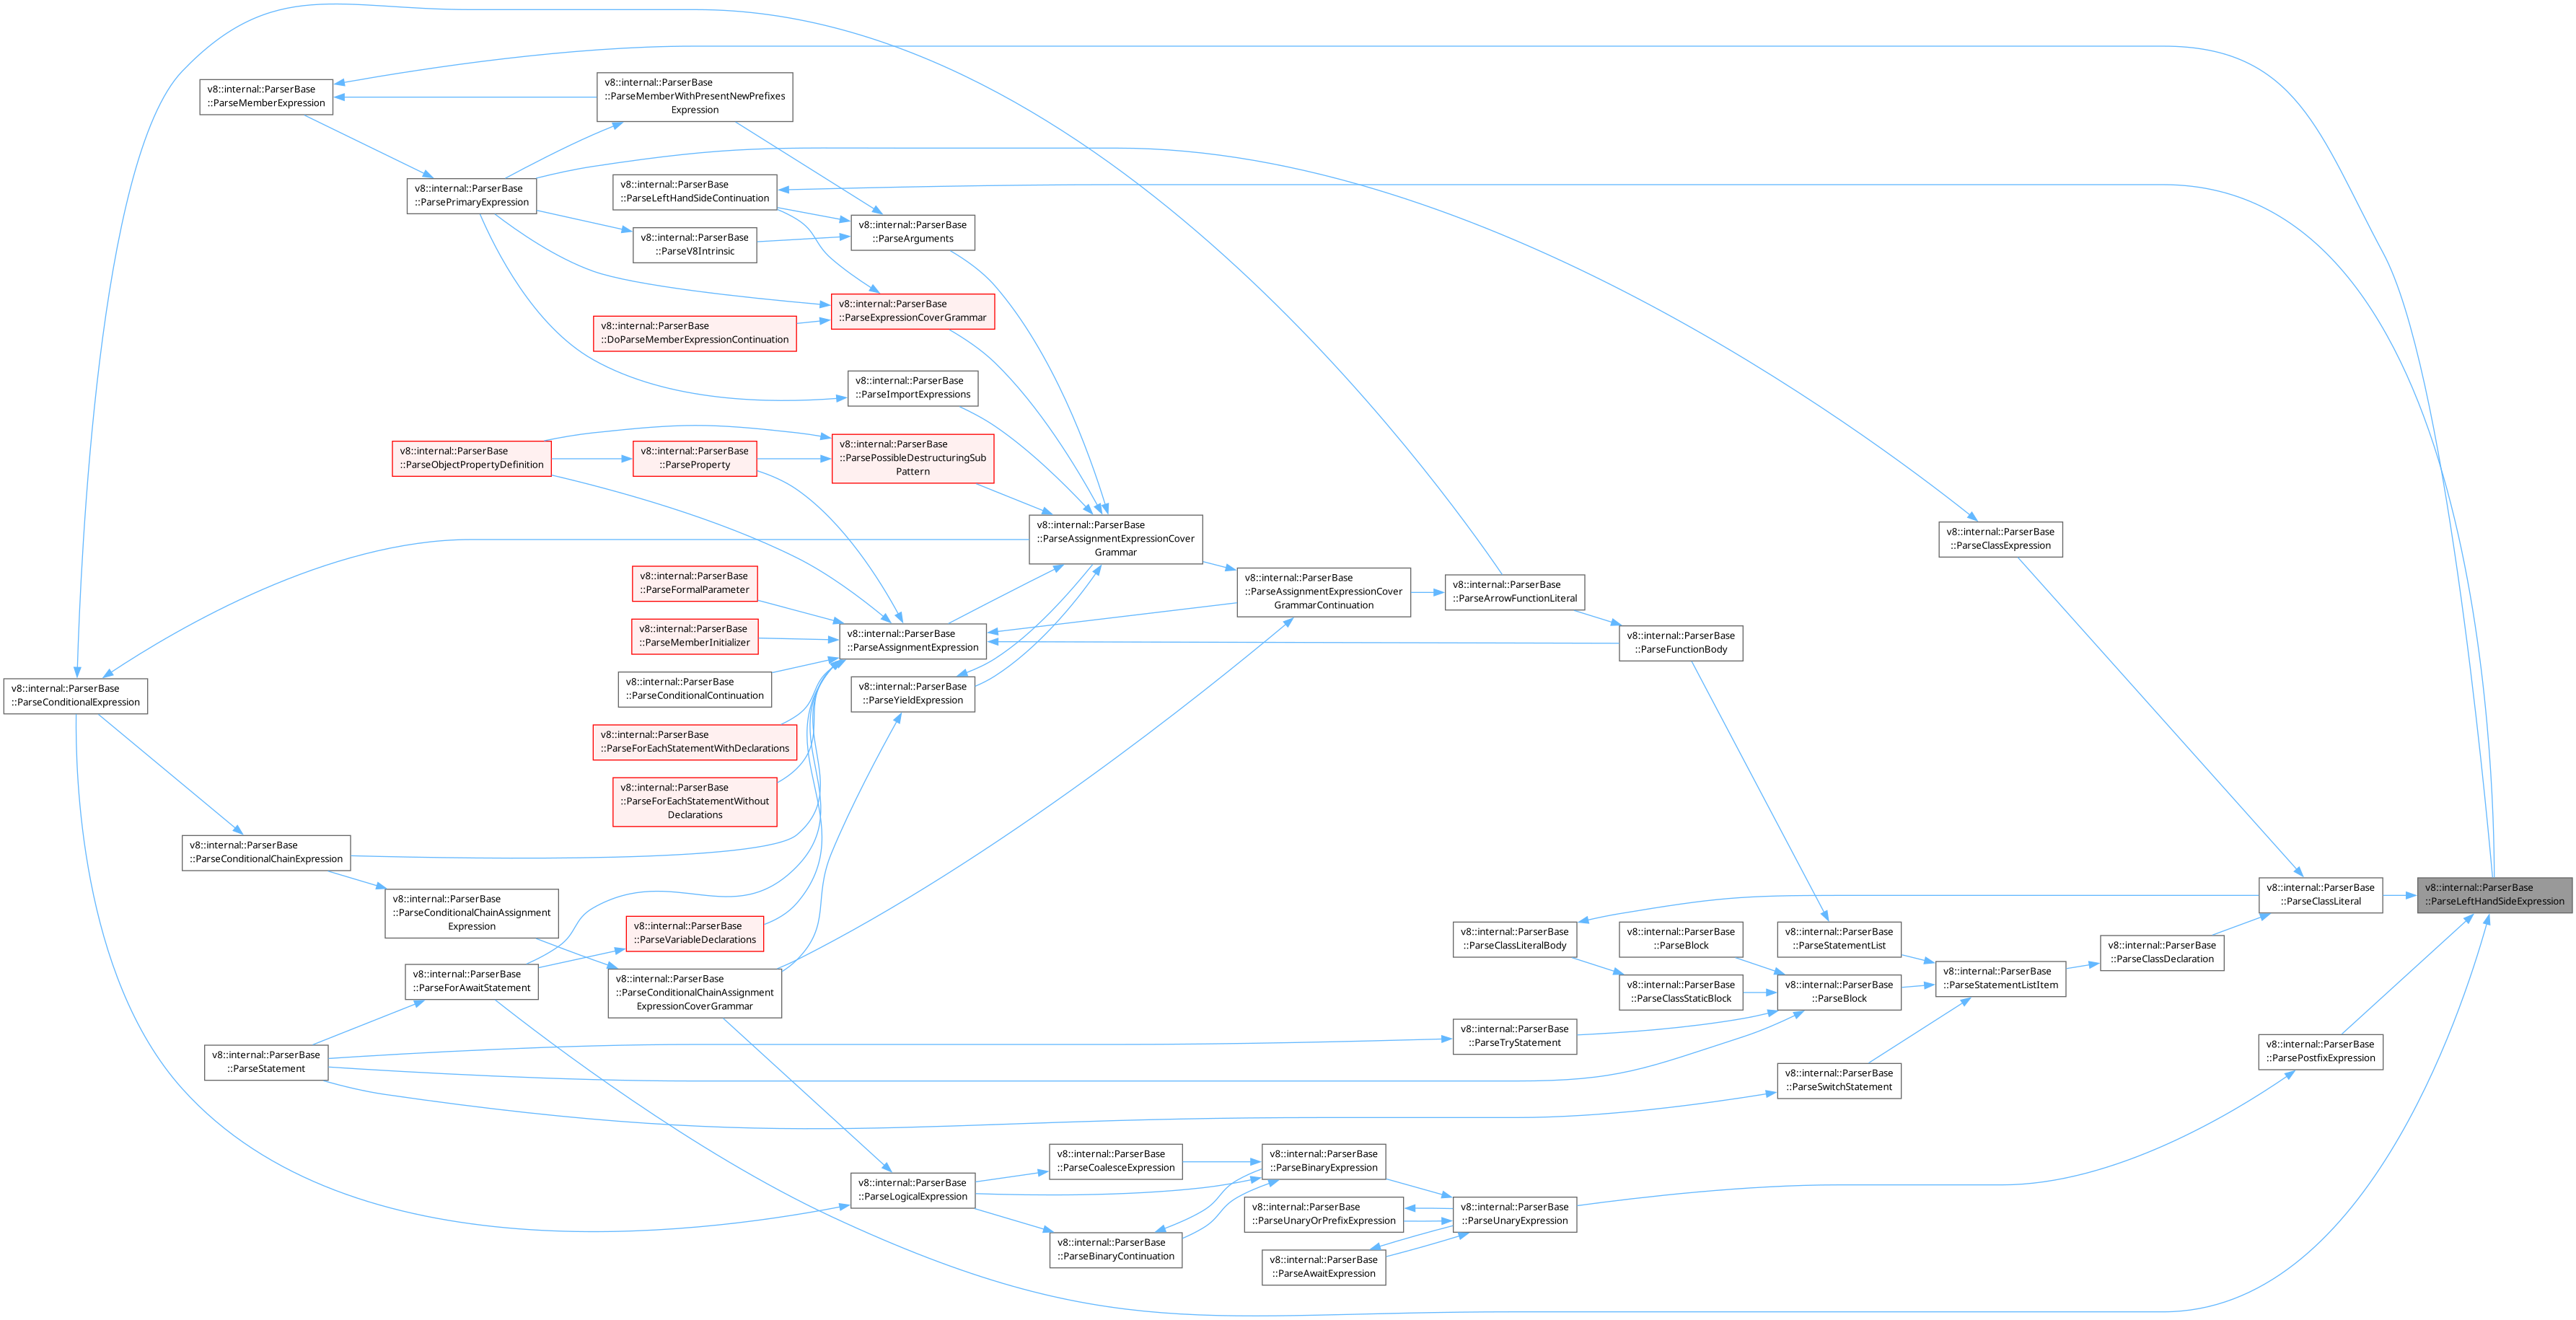 v8::internal::ParserBase
::ParseMemberExpression
v8::internal::ParserBase
::ParseMemberWithPresentNewPrefixes
Expression
v8::internal::ParserBase
::ParsePrimaryExpression
v8::internal::ParserBase
::ParseLeftHandSideContinuation
v8::internal::ParserBase
::ParseArguments
v8::internal::ParserBase
::ParseV8Intrinsic
v8::internal::ParserBase
::ParseExpressionCoverGrammar
v8::internal::ParserBase
::DoParseMemberExpressionContinuation
v8::internal::ParserBase
::ParseImportExpressions
v8::internal::ParserBase
::ParseObjectPropertyDefinition
v8::internal::ParserBase
::ParseProperty
v8::internal::ParserBase
::ParsePossibleDestructuringSub
Pattern
v8::internal::ParserBase
::ParseAssignmentExpressionCover
Grammar
v8::internal::ParserBase
::ParseClassExpression
v8::internal::ParserBase
::ParseFormalParameter
v8::internal::ParserBase
::ParseAssignmentExpressionCover
GrammarContinuation
v8::internal::ParserBase
::ParseArrowFunctionLiteral
v8::internal::ParserBase
::ParseMemberInitializer
v8::internal::ParserBase
::ParseAssignmentExpression
v8::internal::ParserBase
::ParseFunctionBody
v8::internal::ParserBase
::ParseConditionalExpression
v8::internal::ParserBase
::ParseConditionalContinuation
v8::internal::ParserBase
::ParseYieldExpression
v8::internal::ParserBase
::ParseForEachStatementWithDeclarations
v8::internal::ParserBase
::ParseForEachStatementWithout
Declarations
v8::internal::ParserBase
::ParseConditionalChainExpression
v8::internal::ParserBase
::ParseConditionalChainAssignment
Expression
v8::internal::ParserBase
::ParseClassLiteral
v8::internal::ParserBase
::ParseLeftHandSideExpression
v8::internal::ParserBase
::ParseVariableDeclarations
v8::internal::ParserBase
::ParseClassLiteralBody
v8::internal::ParserBase
::ParseBlock
v8::internal::ParserBase
::ParseStatementList
v8::internal::ParserBase
::ParseClassDeclaration
v8::internal::ParserBase
::ParseForAwaitStatement
v8::internal::ParserBase
::ParseConditionalChainAssignment
ExpressionCoverGrammar
v8::internal::ParserBase
::ParseClassStaticBlock
v8::internal::ParserBase
::ParseBlock
v8::internal::ParserBase
::ParseStatementListItem
v8::internal::ParserBase
::ParseStatement
v8::internal::ParserBase
::ParseTryStatement
v8::internal::ParserBase
::ParseSwitchStatement
v8::internal::ParserBase
::ParsePostfixExpression
v8::internal::ParserBase
::ParseLogicalExpression
v8::internal::ParserBase
::ParseCoalesceExpression
v8::internal::ParserBase
::ParseBinaryExpression
v8::internal::ParserBase
::ParseUnaryOrPrefixExpression
v8::internal::ParserBase
::ParseUnaryExpression
v8::internal::ParserBase
::ParseBinaryContinuation
v8::internal::ParserBase
::ParseAwaitExpression